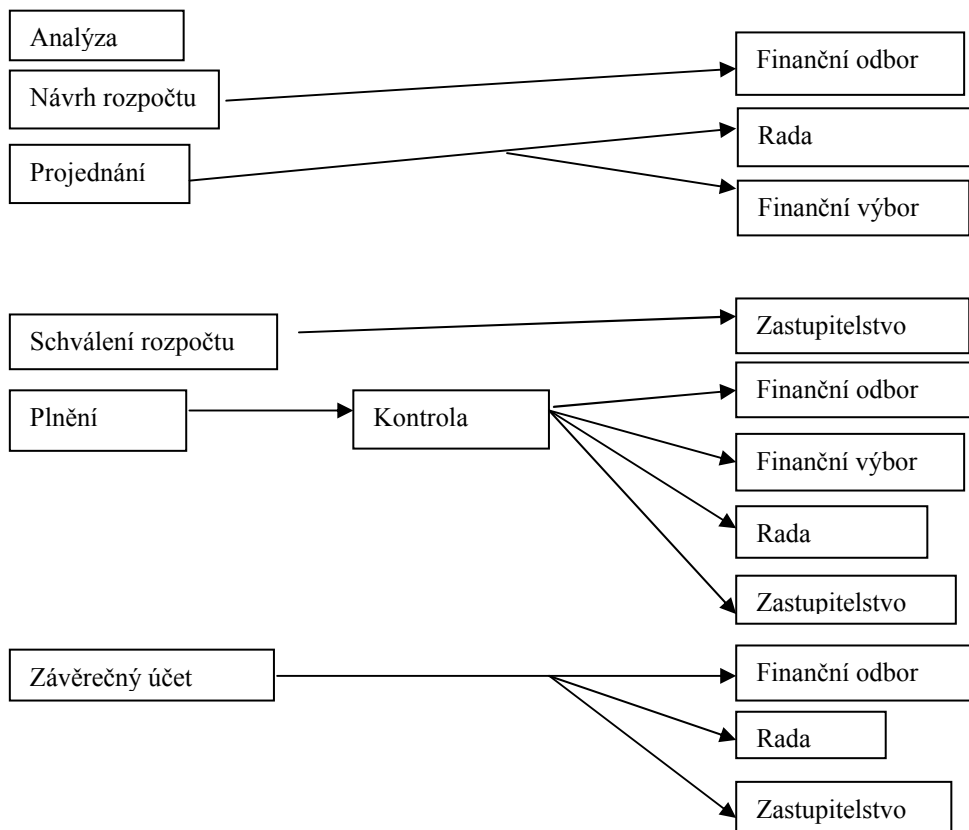 Analýza
Finanční odbor
Návrh rozpočtu
Rada
Projednání
Finanční výbor
Zastupitelstvo
Schválení rozpočtu
Finanční odbor
Plnění
Kontrola
Finanční výbor
Rada
Zastupitelstvo
Závěrečný účet
Finanční odbor
Rada
Zastupitelstvo